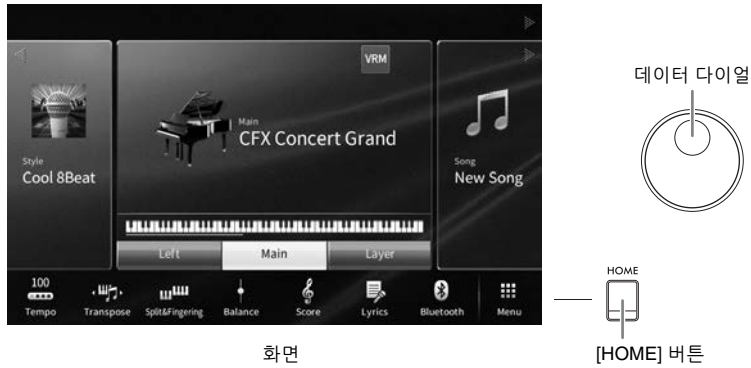 VRM
데이터 다이얼
Main
CFX Concert Grand
Style
Cool 8Beat
Song
New Song
Left
Main
Layer
100
Tempo
Transpose
Split&Fingering
Balance
Score
Lyrics
Bluetooth
Menu
HOME
화면
[HOME] 버튼